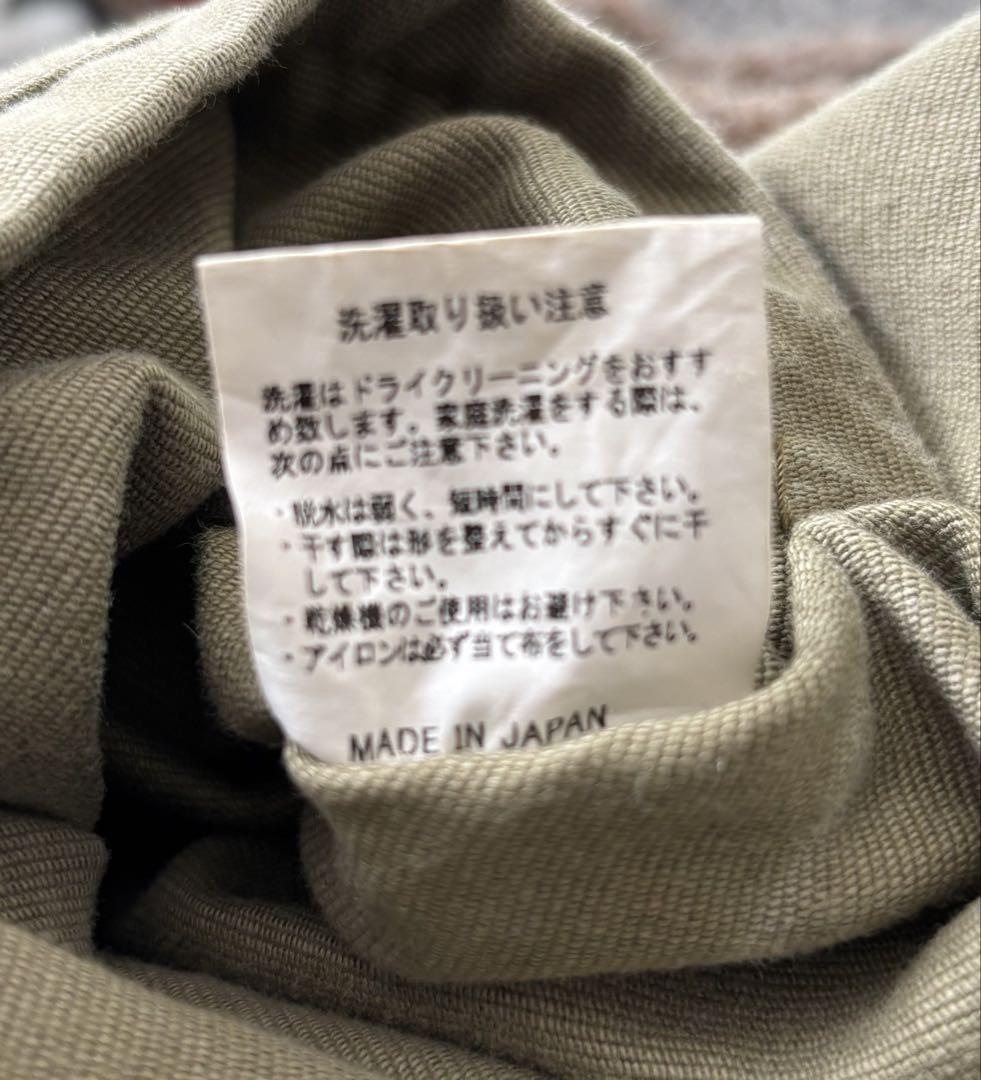 洗濯取り扱い注意
洗濯はドライクリーニングをおすす
め致します。家庭洗濯をする際は、
次の点にご注意下さい。
・脱水は弱く、短時間にして下さい。
・干す際は形を整えてからすぐに干
して下さい。
・乾燥機のご使用はお避け下さい。
・アイロンは必ず当て布をして下さい。
MADE IN JAPAN